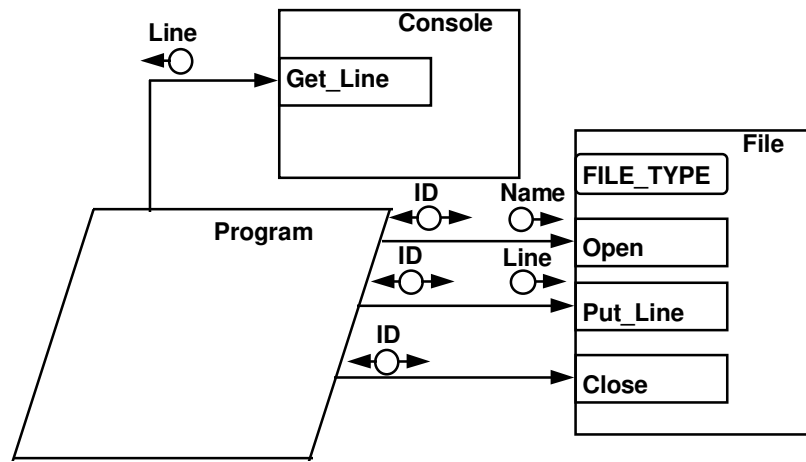 Console
Line
Get_Line
File
FILE_TYPE
ID
Name
Program
Open
ID
Line
Put_Line
ID
Close